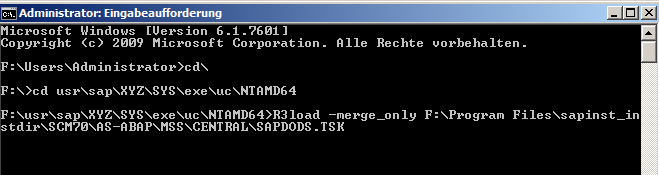 Administrator: Eingabeaufforderung
Microsoft Windows [Version 6.1.7601]
Copyright (c) 2009 Microsoft Corporation. Alle Rechte vorbehalten.
F:\Users\Administrator>cd\
F:\>cd usr\sap\XYZ\SYS\exe\uc\NTAMD64
F:\usr\sap\XYZ\SYS\exe\uc\NTAMD64>R3load -merge_only F:\Program Files\sapinst_in
stdir\SCM70\AS-ABAP\MSS\CENTRAL\SAPDODS.TSK